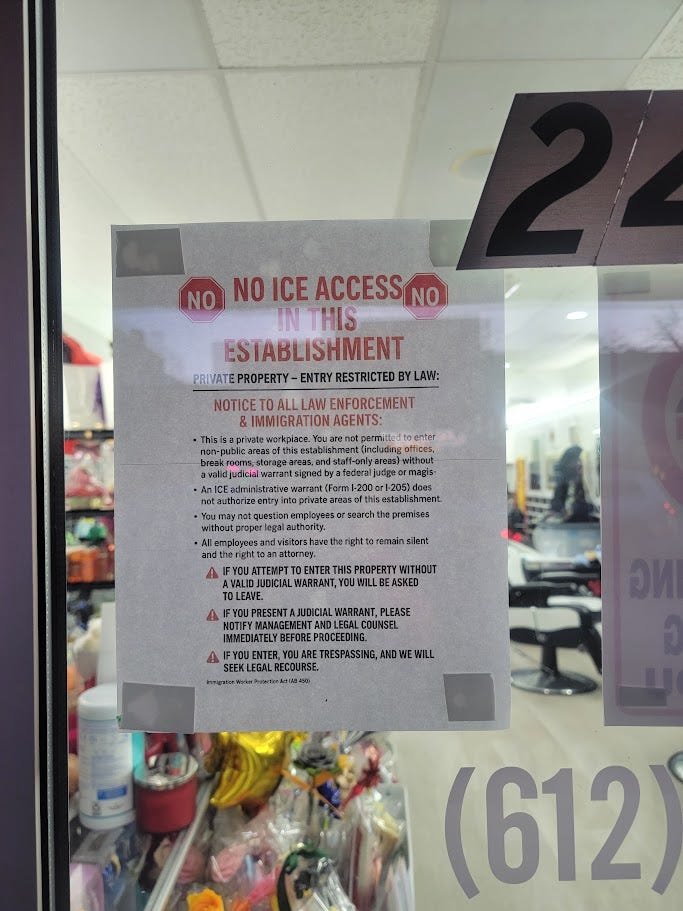 24
NO NO ICE ACCESS NO
IN THIS
ESTABLISHMENT
PRIVATE PROPERTY – ENTRY RESTRICTED BY LAW:
NOTICE TO ALL LAW ENFORCEMENT
& IMMIGRATION AGENTS:
• This is a private workplace. You are not permitted to enter
non-public areas of this establishment (including offices,
break rooms, storage areas, and staff-only areas) without
a valid judicial warrant signed by a federal judge or magis-
• An ICE administrative warrant (Form I-200 or I-205) does
not authorize entry into private areas of this establishment.
• You may not question employees or search the premises
without proper legal authority.
• All employees and visitors have the right to remain silent
and the right to an attorney.
IF YOU ATTEMPT TO ENTER THIS PROPERTY WITHOUT
A VALID JUDICIAL WARRANT, YOU WILL BE ASKED
TO LEAVE.
IF YOU PRESENT A JUDICIAL WARRANT, PLEASE
NOTIFY MANAGEMENT AND LEGAL COUNSEL
IMMEDIATELY BEFORE PROCEEDING.
IF YOU ENTER, YOU ARE TRESPASSING, AND WE WILL
SEEK LEGAL RECOURSE.
Immigration Worker Protection Act (AB 450)
(612)